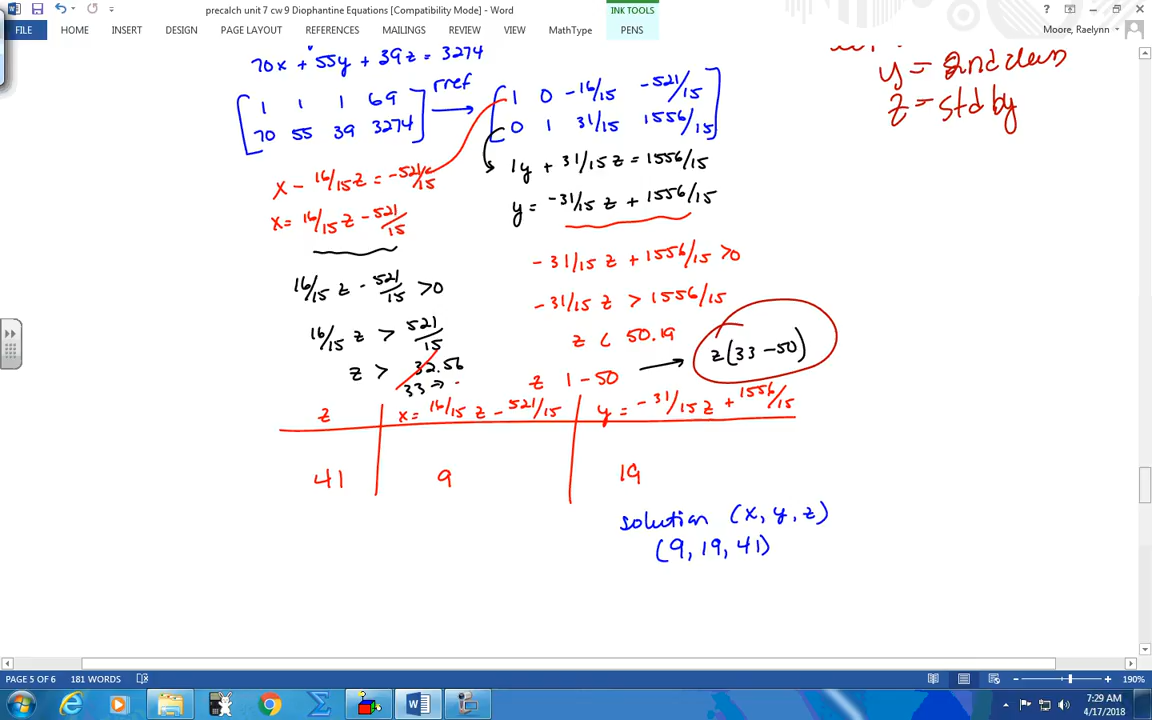 precalch unit 7 cw 9 Diophantine Equations [Compatibility Mode] - Word
INK TOOLS
FILE HOME INSERT DESIGN PAGE LAYOUT REFERENCES MAILINGS REVIEW VIEW MathType PENS
Moore, Raelynn
70x + 55y + 39z = 3274
y = 2nd class
z = std by
[1 1 1 69
70 55 39 3274]
rref
[1 0 -16/15 -521/15
0 1 31/15 1556/15]
x - 16/15 z = -521/15
x = 16/15 z - 521/15
1y + 31/15 z = 1556/15
y = -31/15 z + 1556/15
16/15 z - 521/15 > 0
16/15 z > 521/15
z > 32.56
33 →
-31/15 z + 1556/15 > 0
-31/15 z > 1556/15
z < 50.19
z 1 - 50
z (33 - 50)
z x = 16/15 z - 521/15 y = -31/15 z + 1556/15
41 9 19
solution (x, y, z)
(9, 19, 41)
PAGE 5 OF 6 181 WORDS 190%
7:29 AM
4/17/2018